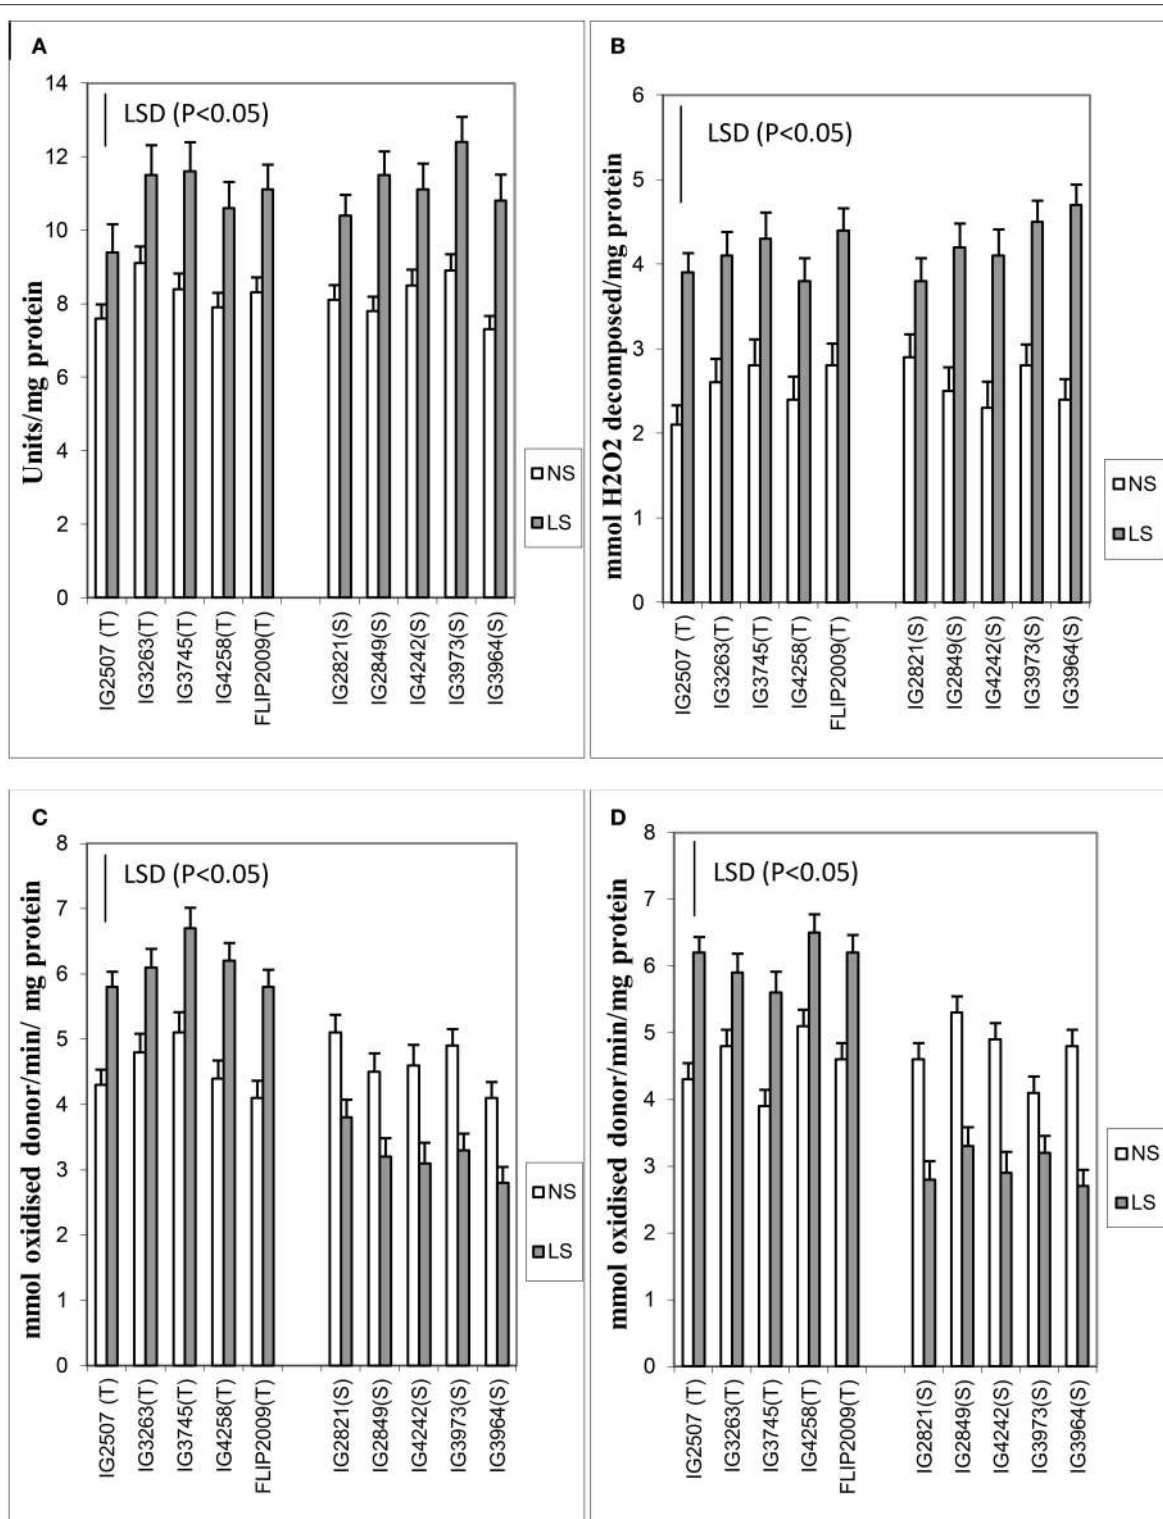 A
Units/mg protein
14
12
10
8
6
4
2
0
LSD (P<0.05)
NS
LS
IG2507 (T)
IG3263(T)
IG3745(T)
IG4258(T)
FLIP2009(T)
IG2821(S)
IG2849(S)
IG4242(S)
IG3973(S)
IG3964(S)
B
mmol H2O2 decomposed/mg protein
6
5
4
3
2
1
0
LSD (P<0.05)
NS
LS
IG2507 (T)
IG3263(T)
IG3745(T)
IG4258(T)
FLIP2009(T)
IG2821(S)
IG2849(S)
IG4242(S)
IG3973(S)
IG3964(S)
C
mmol oxidised donor/min/ mg protein
8
7
6
5
4
3
2
1
0
LSD (P<0.05)
NS
LS
IG2507 (T)
IG3263(T)
IG3745(T)
IG4258(T)
FLIP2009(T)
IG2821(S)
IG2849(S)
IG4242(S)
IG3973(S)
IG3964(S)
D
mmol oxidised donor/min/mg protein
8
7
6
5
4
3
2
1
0
LSD (P<0.05)
NS
LS
IG2507 (T)
IG3263(T)
IG3745(T)
IG4258(T)
FLIP2009(T)
IG2821(S)
IG2849(S)
IG4242(S)
IG3973(S)
IG3964(S)